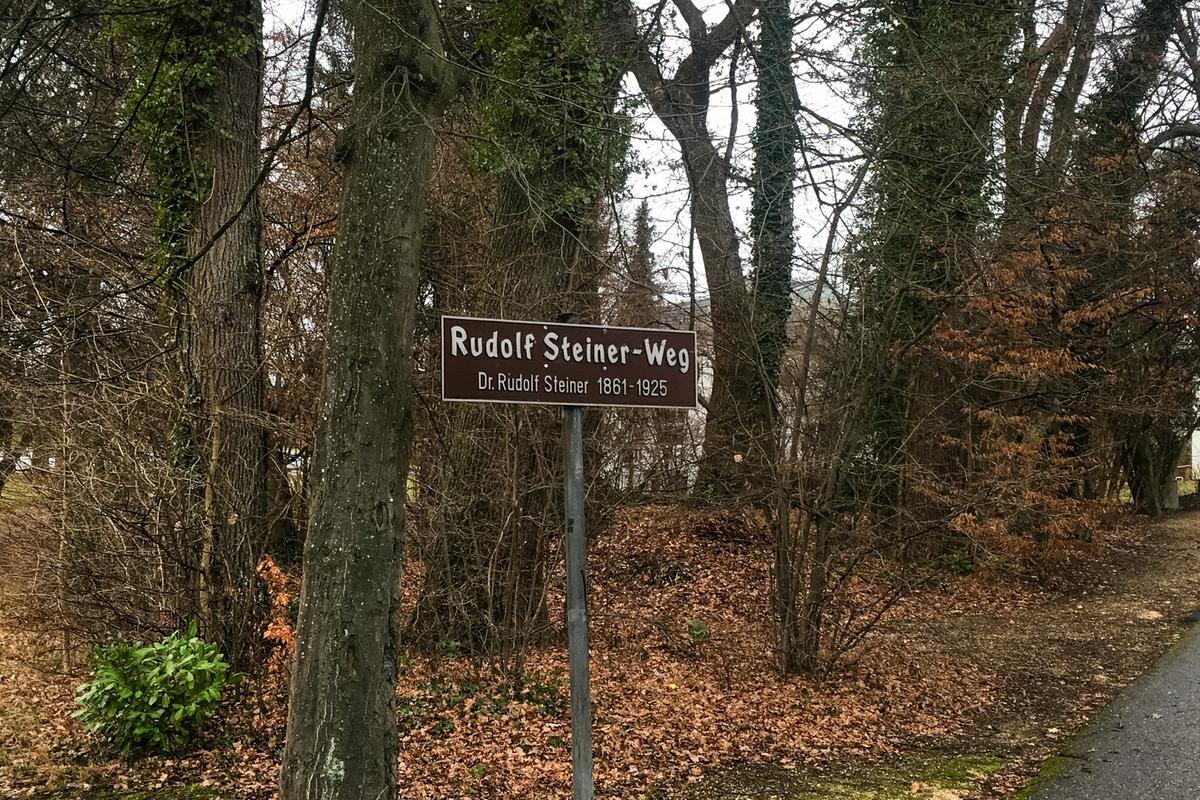 Rudolf Steiner-Weg
Dr. Rudolf Steiner 1861-1925